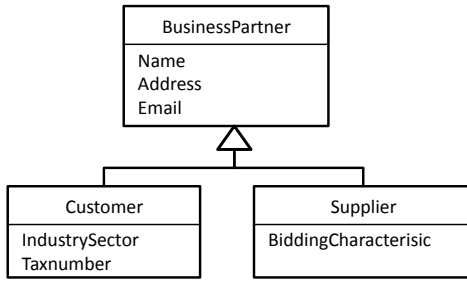 BusinessPartner
Name
Address
Email
Customer
IndustrySector
Taxnumber
Supplier
BiddingCharacterisic